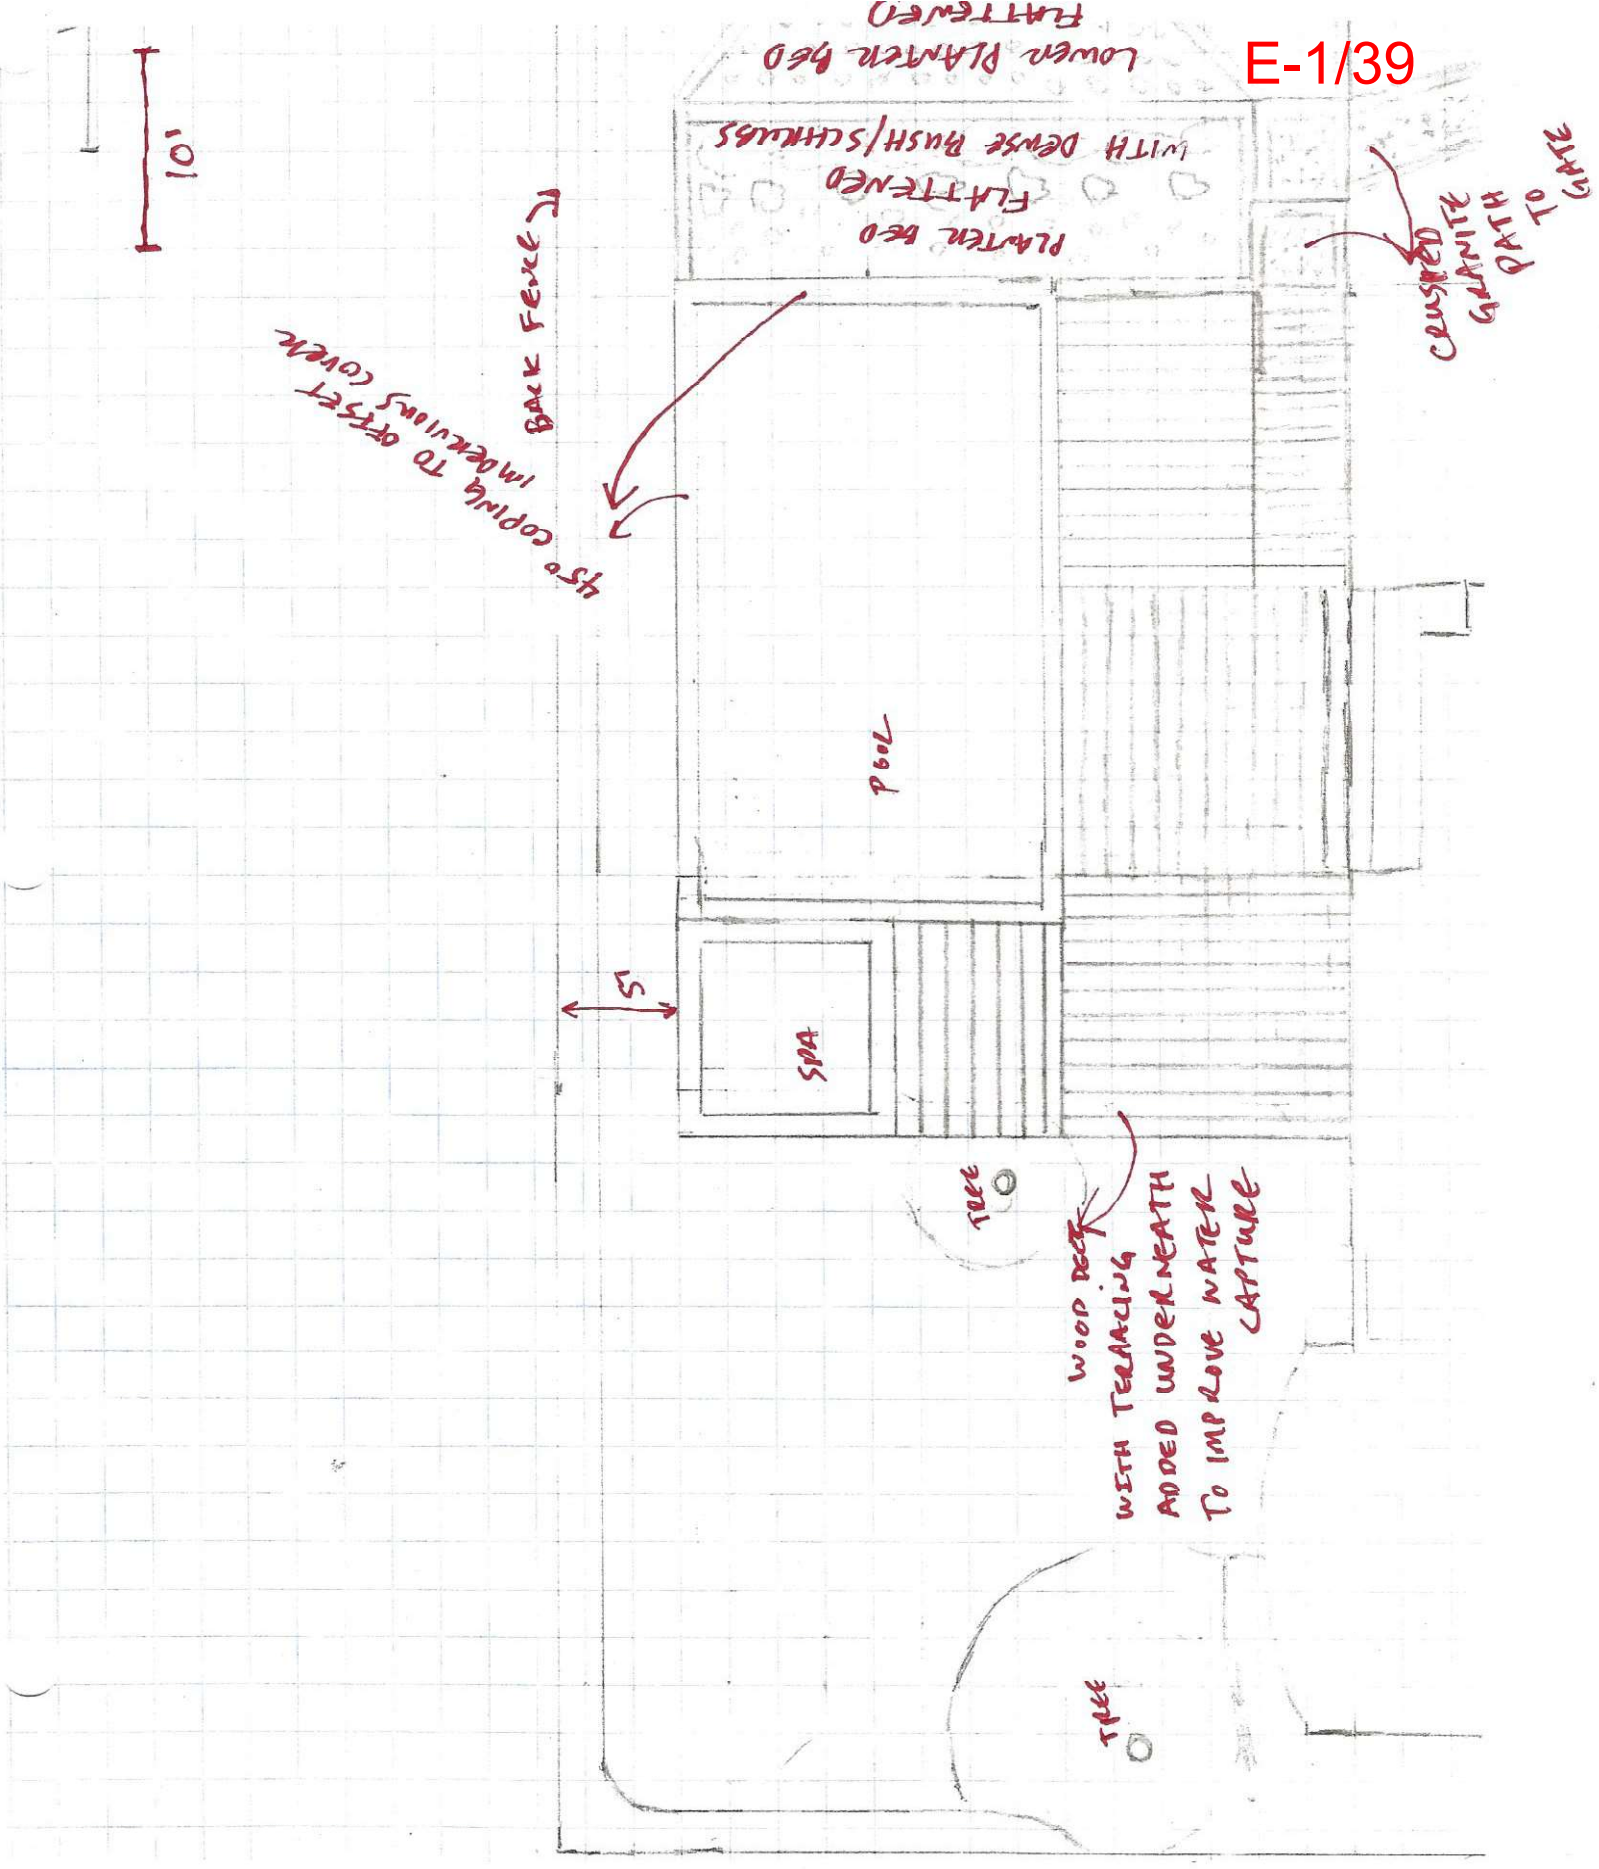 E-1/39
10'
LOWER PLANTER BED
FLATTENED
PLANTER BED
FLATTENED
WITH DENSE BUSH/SCHRUBS
CRUSHED
GRANITE
PATH
TO
GATE
BACK FENCE
45° COPING TO OFFSET
IMPERVIOUS COVER
POOL
5'
SPA
TREE
WOOD DECK
WITH TERRACING
ADDED UNDERNEATH
TO IMPROVE WATER
CAPTURE
TREE